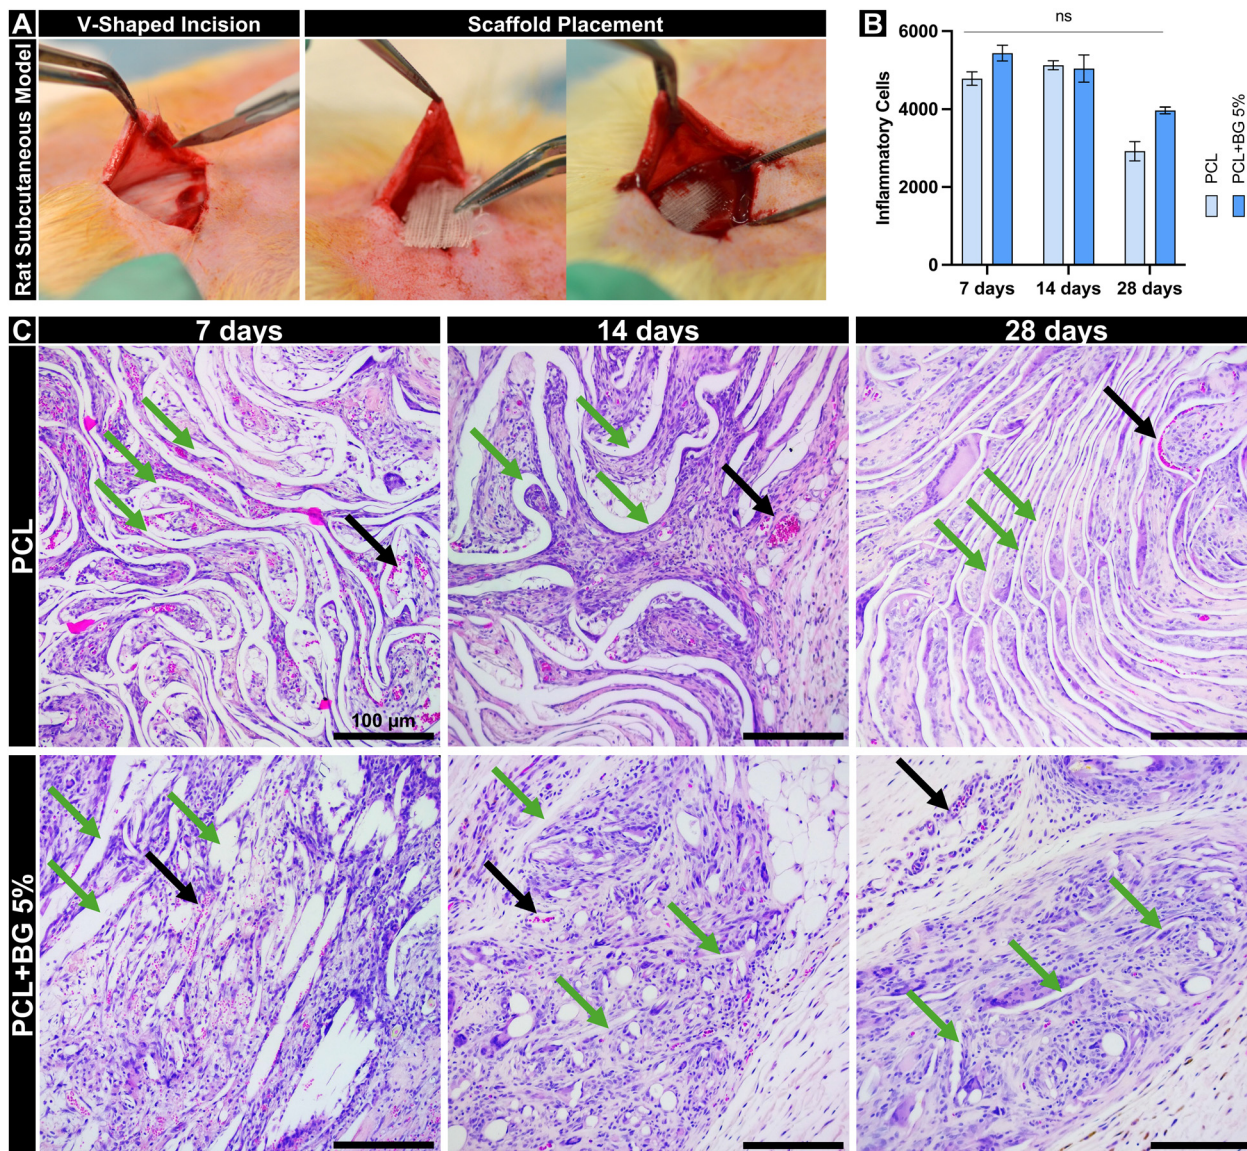 A
V-Shaped Incision
Scaffold Placement
Rat Subcutaneous Model
B
ns
Inflammatory Cells
6000
4000
2000
0
7 days
14 days
28 days
PCL
PCL+BG 5%
C
7 days
14 days
28 days
PCL
100 µm
PCL+BG 5%